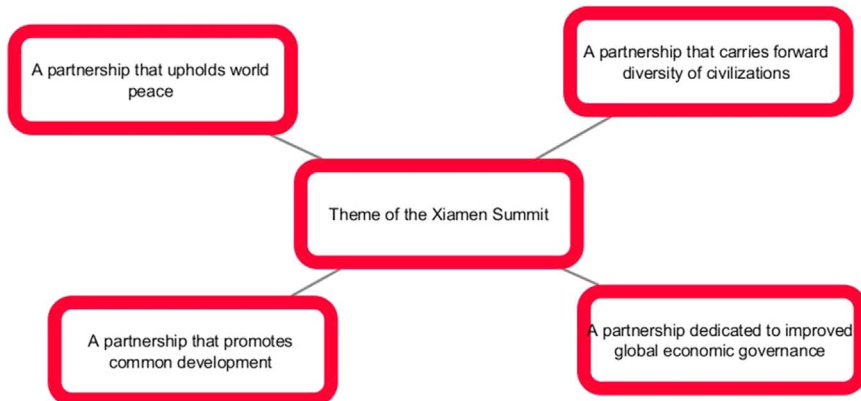 A partnership that upholds world
peace
A partnership that carries forward
diversity of civilizations
Theme of the Xiamen Summit
A partnership that promotes
common development
A partnership dedicated to improved
global economic governance